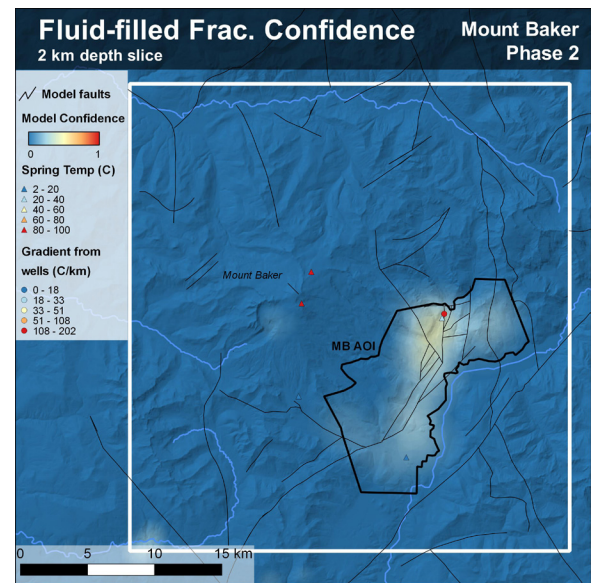 Fluid-filled Frac. Confidence
2 km depth slice
Mount Baker
Phase 2
Model faults
Model Confidence
0 1
Spring Temp (C)
2 - 20
20 - 40
40 - 60
60 - 80
80 - 100
Gradient from
wells (C/km)
0 - 18
18 - 33
33 - 51
51 - 108
108 - 202
Mount Baker
MB AOI
0 5 10 15 km